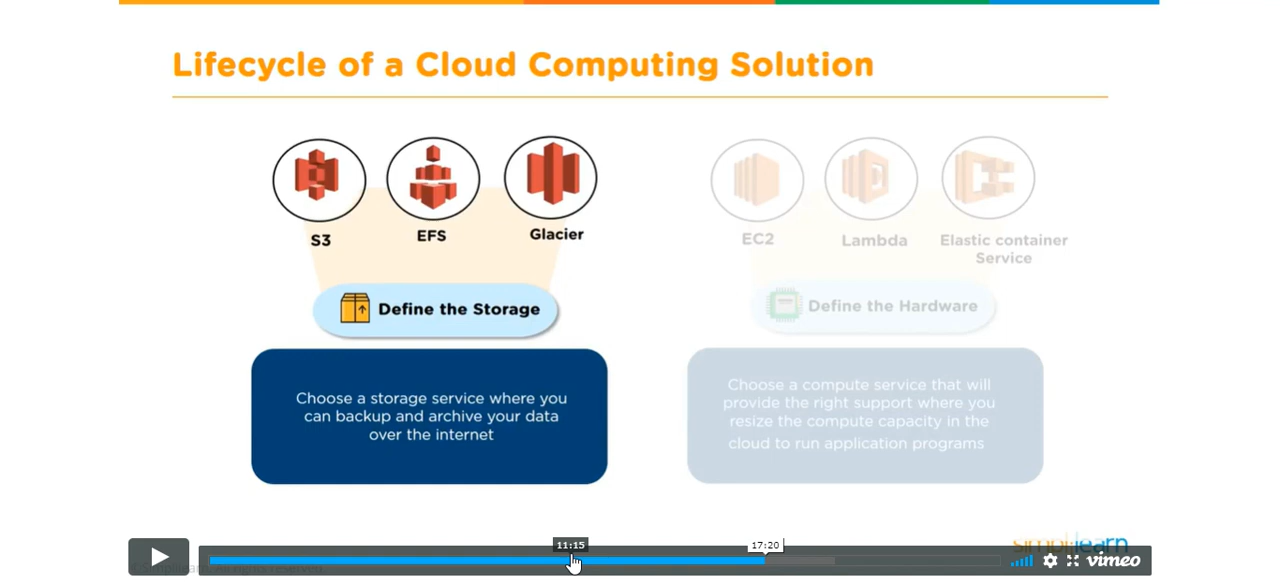 Lifecycle of a Cloud Computing Solution
S3
EFS
Glacier
EC2
Lambda
Elastic container
Service
Define the Storage
Define the Hardware
Choose a storage service where you
can backup and archive your data
over the internet
Choose a compute service that will
provide the right support where you
resize the compute capacity in the
cloud to run application programs
simplilearn
11:15
17:20
vimeo